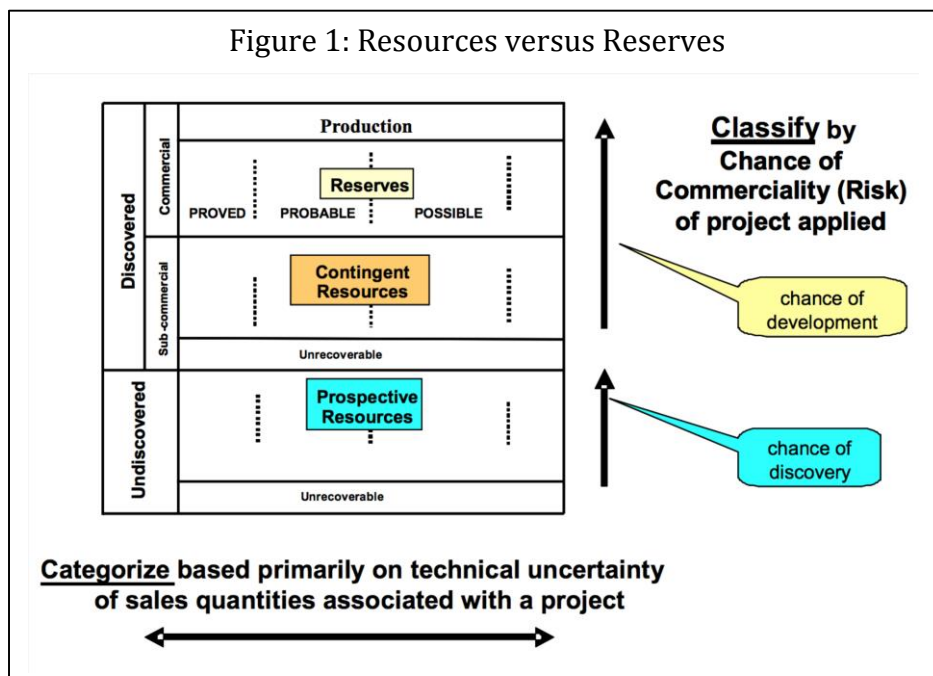 Figure 1: Resources versus Reserves
Production
Discovered
Commercial
Reserves
PROVED
PROBABLE
POSSIBLE
Sub-commercial
Contingent
Resources
Unrecoverable
Undiscovered
Prospective
Resources
Unrecoverable
Classify by
Chance of
Commerciality (Risk)
of project applied
chance of
development
chance of
discovery
Categorize based primarily on technical uncertainty
of sales quantities associated with a project